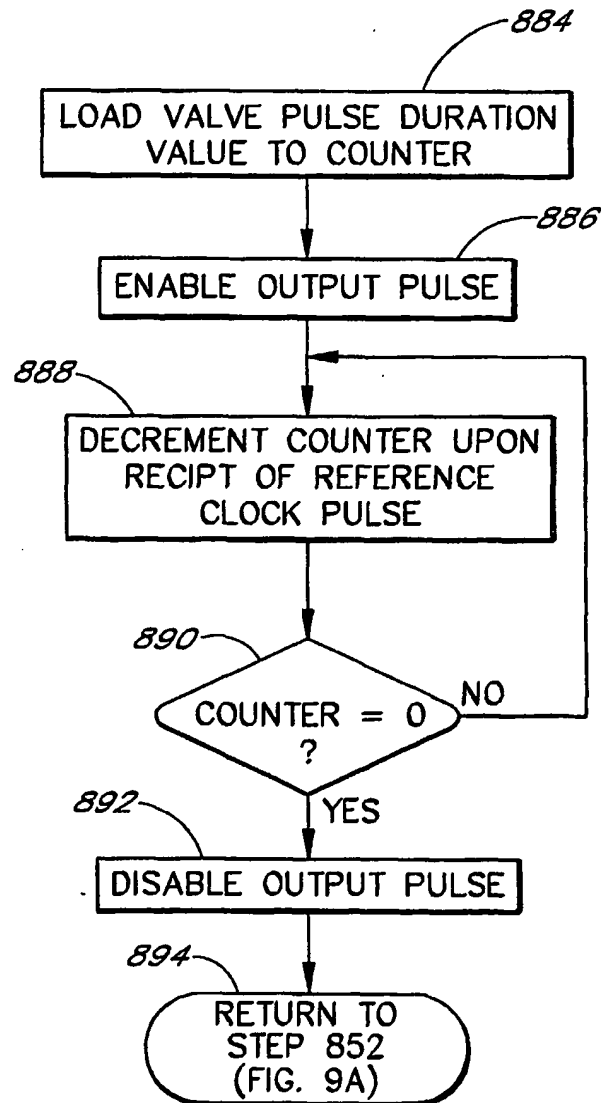 884
LOAD VALVE PULSE DURATION
VALUE TO COUNTER
886
ENABLE OUTPUT PULSE
888
DECREMENT COUNTER UPON
RECIPT OF REFERENCE
CLOCK PULSE
890
COUNTER = 0
?
NO
YES
892
DISABLE OUTPUT PULSE
894
RETURN TO
STEP 852
(FIG. 9A)